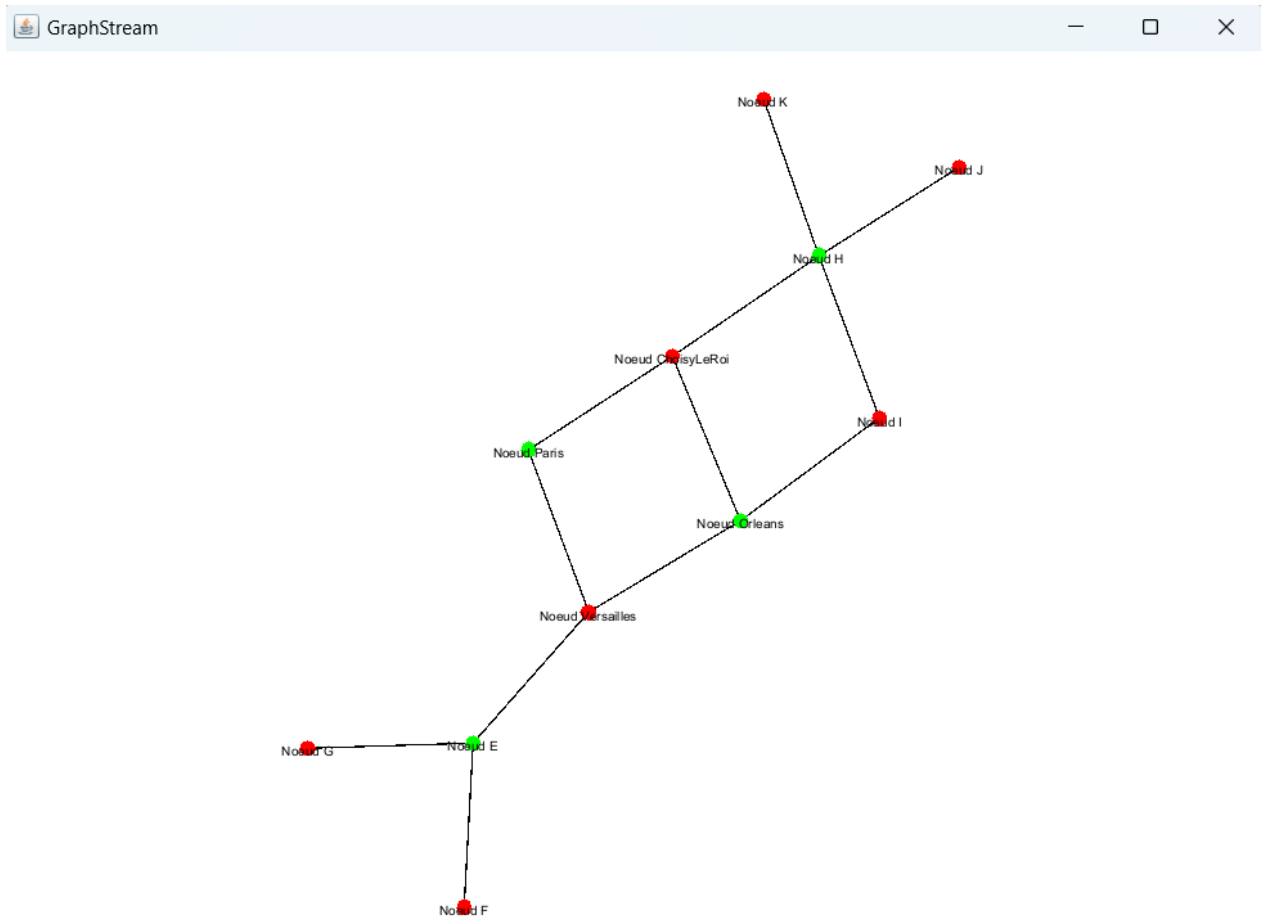 GraphStream
Noeud K
Noeud J
Noeud H
Noeud ChoisyLeRoi
Noeud I
Noeud Paris
Noeud Orleans
Noeud Versailles
Noeud E
Noeud G
Noeud F